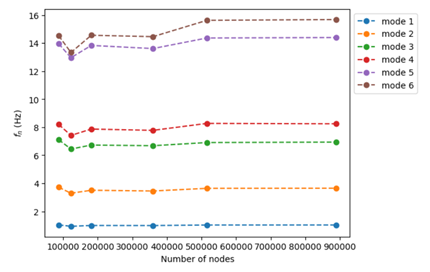 16
14
12
10
8
6
4
2
f_n (Hz)
100000 200000 300000 400000 500000 600000 700000 800000 900000
Number of nodes
mode 1
mode 2
mode 3
mode 4
mode 5
mode 6